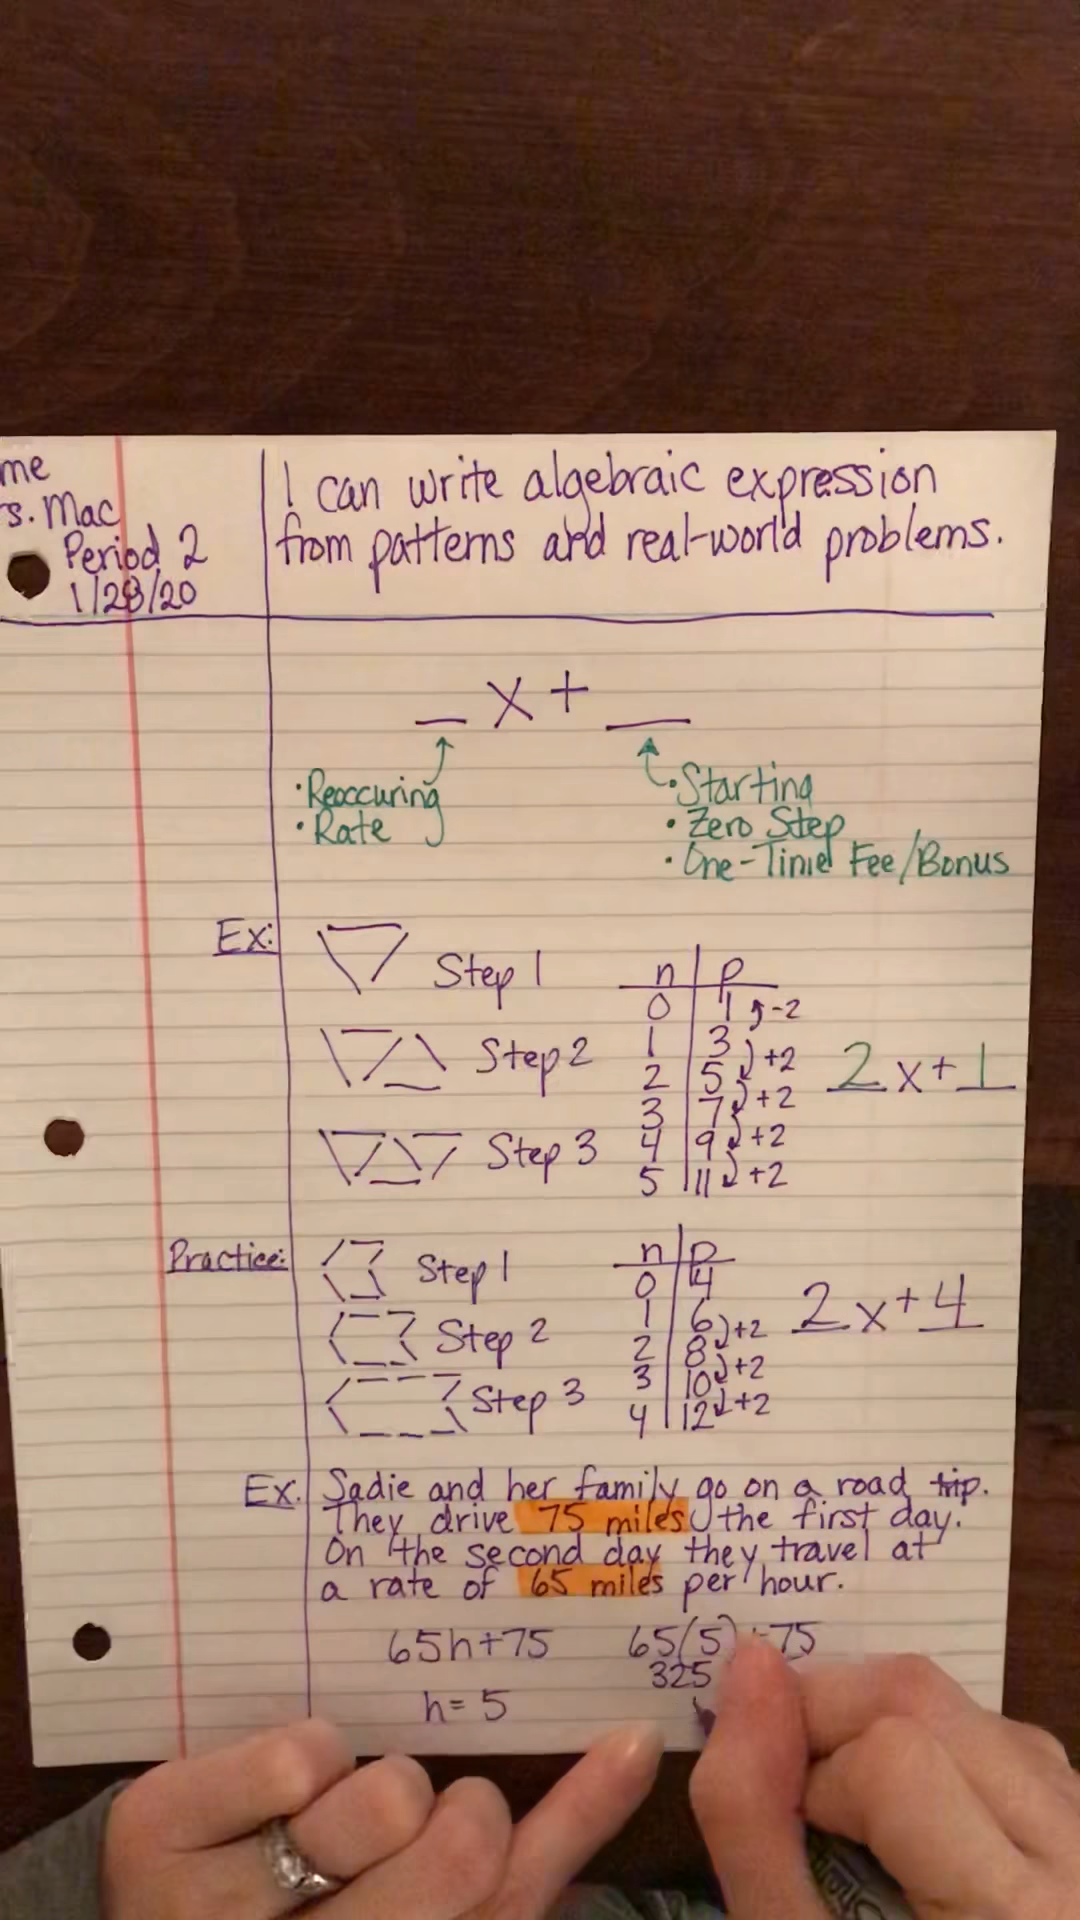 me
s. Mac
Period 2
1/28/20
I can write algebraic expression
from patterns and real-world problems.
_ x + __
• Reoccuring
• Rate
• Starting
• Zero Step
• One-Time Fee/Bonus
Ex:
Step 1
Step 2
Step 3
n | p
0 | 1 -2
1 | 3
2 | 5 +2
3 | 7 +2
4 | 9 +2
5 | 11 +2
2x+1
Practice:
Step 1
Step 2
Step 3
n | p
0 | 4
1 | 6
2 | 8 +2
3 | 10 +2
4 | 12 +2
2x+4
Ex. Sadie and her family go on a road trip.
They drive 75 miles the first day.
On the second day they travel at
a rate of 65 miles per hour.
65h+75
h=5
65(5)+75
325